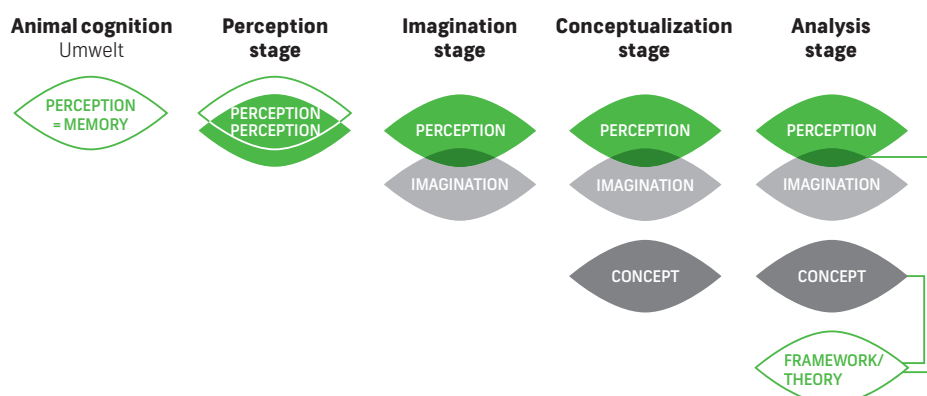 Animal cognition
Umwelt
Perception
stage
Imagination
stage
Conceptualization
stage
Analysis
stage
PERCEPTION
= MEMORY
PERCEPTION
PERCEPTION
PERCEPTION
IMAGINATION
PERCEPTION
IMAGINATION
CONCEPT
PERCEPTION
IMAGINATION
CONCEPT
FRAMEWORK/
THEORY